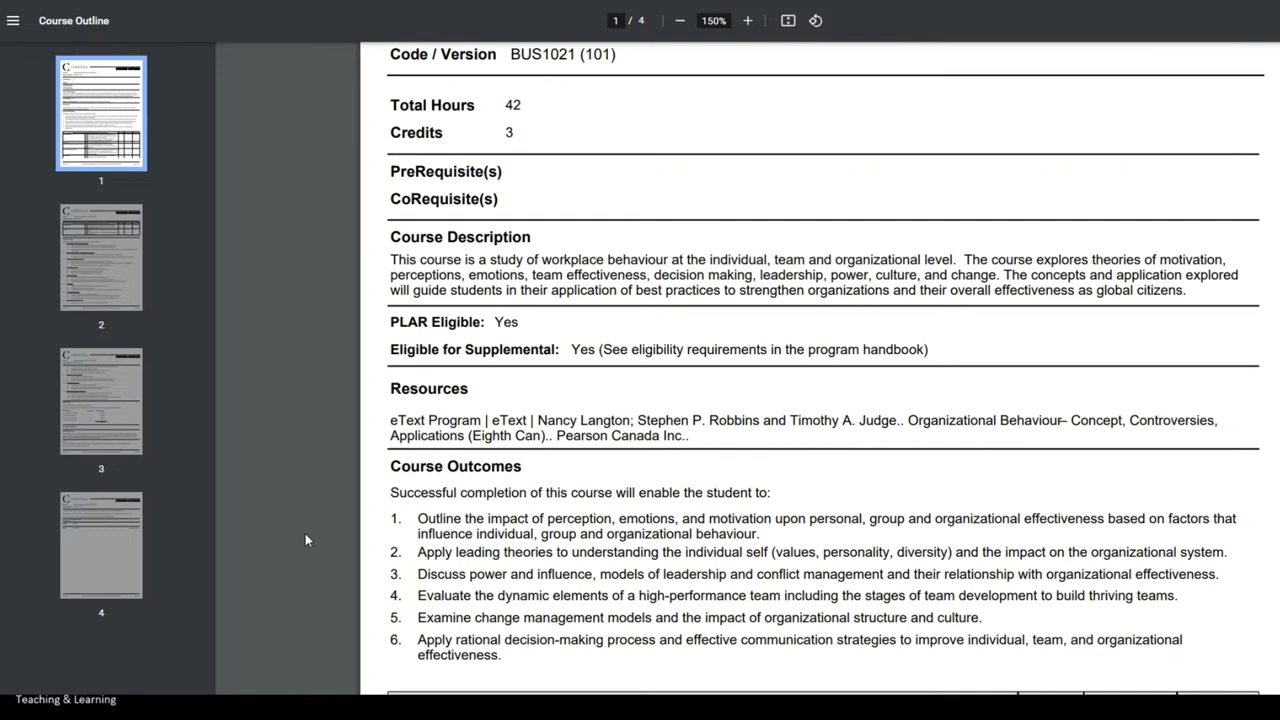 Course Outline
1 / 4
150%
1
2
3
4
Code / Version BUS1021 (101)
Total Hours 42
Credits 3
PreRequisite(s)
CoRequisite(s)
Course Description
This course is a study of workplace behaviour at the individual, team and organizational level. The course explores theories of motivation,
perceptions, emotions, team effectiveness, decision making, leadership, power, culture, and change. The concepts and application explored
will guide students in their application of best practices to strengthen organizations and their overall effectiveness as global citizens.
PLAR Eligible: Yes
Eligible for Supplemental: Yes (See eligibility requirements in the program handbook)
Resources
eText Program | eText | Nancy Langton; Stephen P. Robbins and Timothy A. Judge.. Organizational Behaviour– Concept, Controversies,
Applications (Eighth Can).. Pearson Canada Inc..
Course Outcomes
Successful completion of this course will enable the student to:
1. Outline the impact of perception, emotions, and motivation upon personal, group and organizational effectiveness based on factors that
influence individual, group and organizational behaviour.
2. Apply leading theories to understanding the individual self (values, personality, diversity) and the impact on the organizational system.
3. Discuss power and influence, models of leadership and conflict management and their relationship with organizational effectiveness.
4. Evaluate the dynamic elements of a high-performance team including the stages of team development to build thriving teams.
5. Examine change management models and the impact of organizational structure and culture.
6. Apply rational decision-making process and effective communication strategies to improve individual, team, and organizational
effectiveness.
Teaching & Learning